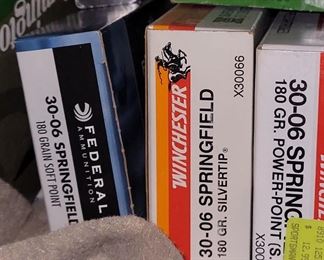 FEDERAL
AMMUNITION
30-06 SPRINGFIELD
180 GRAIN SOFT POINT
WINCHESTER
X30066
30-06 SPRINGFIELD
180 GR. SILVERTIP®
30-06 SPRING
180 GR. POWER-POINT (S.
X300